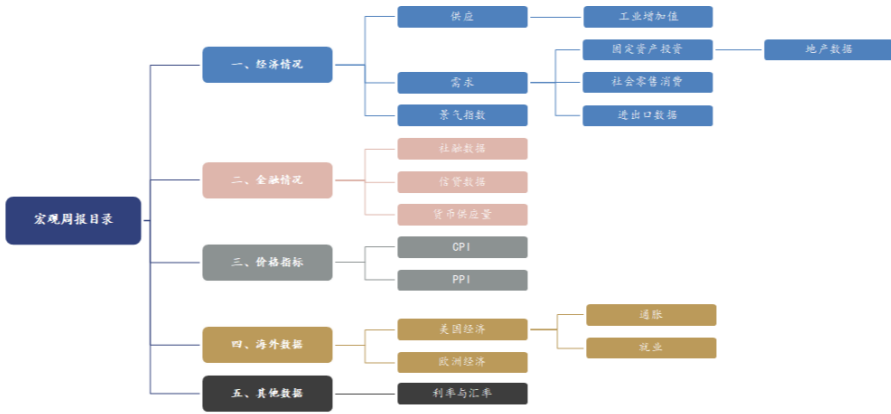 宏观周报目录
一、经济情况
供应
工业增加值
需求
固定资产投资
地产数据
社会零售消费
进出口数据
景气指数
二、金融情况
社融数据
信贷数据
货币供应量
三、价格指标
CPI
PPI
四、海外数据
美国经济
通胀
就业
欧洲经济
五、其他数据
利率与汇率